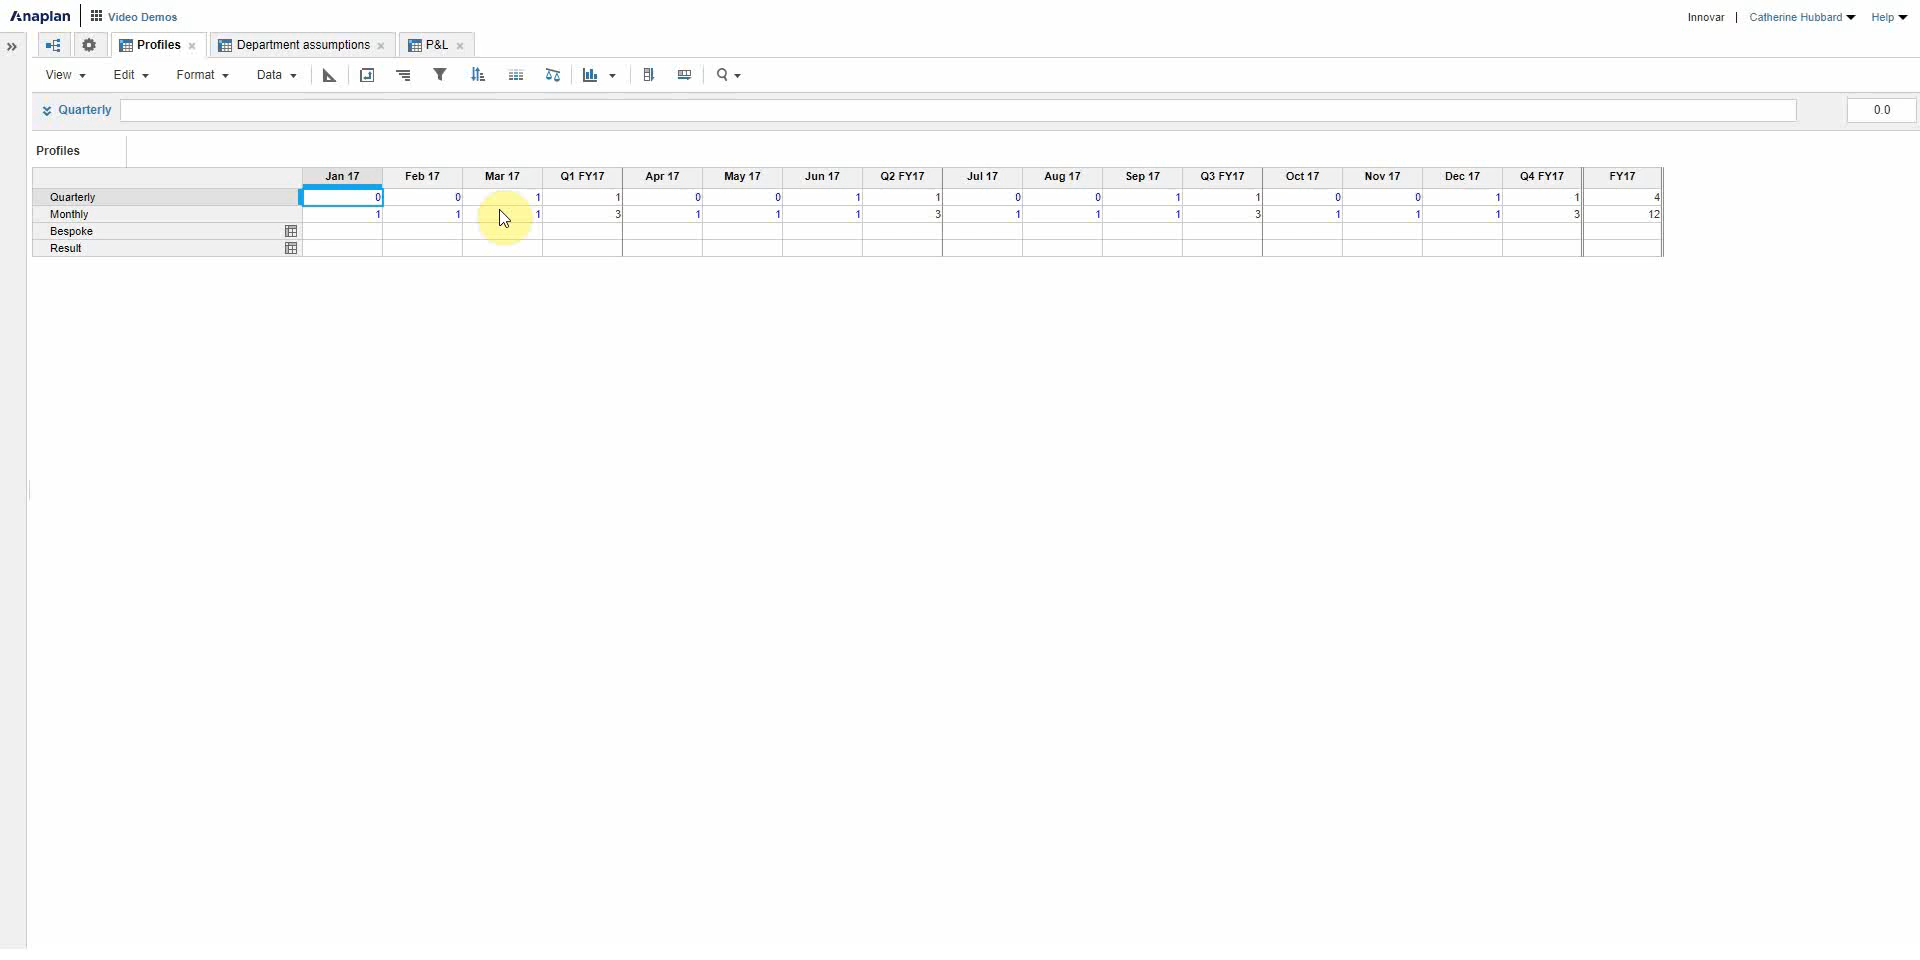 Anaplan Video Demos Innovar | Catherine Hubbard Help
Profiles Department assumptions P&L
View Edit Format Data
Quarterly 0.0
Profiles
Jan 17 Feb 17 Mar 17 Q1 FY17 Apr 17 May 17 Jun 17 Q2 FY17 Jul 17 Aug 17 Sep 17 Q3 FY17 Oct 17 Nov 17 Dec 17 Q4 FY17 FY17
Quarterly 0 0 1 1 0 0 1 1 0 0 1 1 0 0 1 1 4
Monthly 1 1 1 3 1 1 1 3 1 1 1 3 1 1 1 3 12
Bespoke
Result